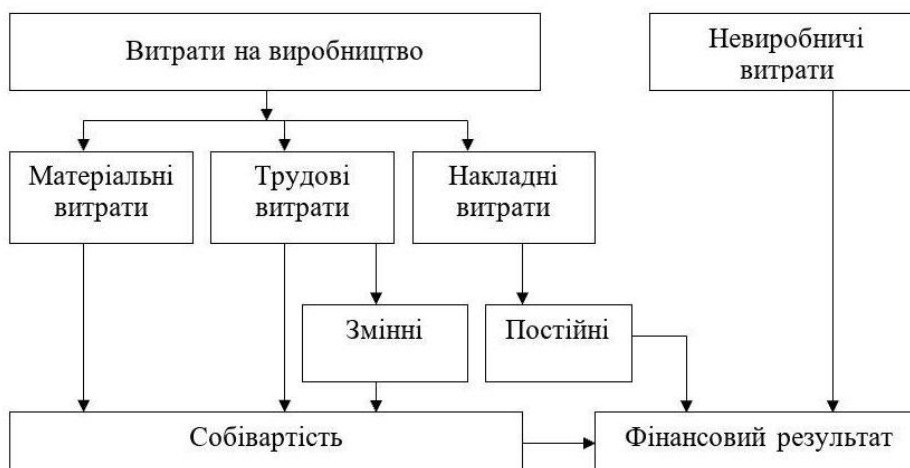 Витрати на виробництво
Невиробничі
витрати
Матеріальні
витрати
Трудові
витрати
Накладні
витрати
Змінні
Постійні
Собівартість
Фінансовий результат